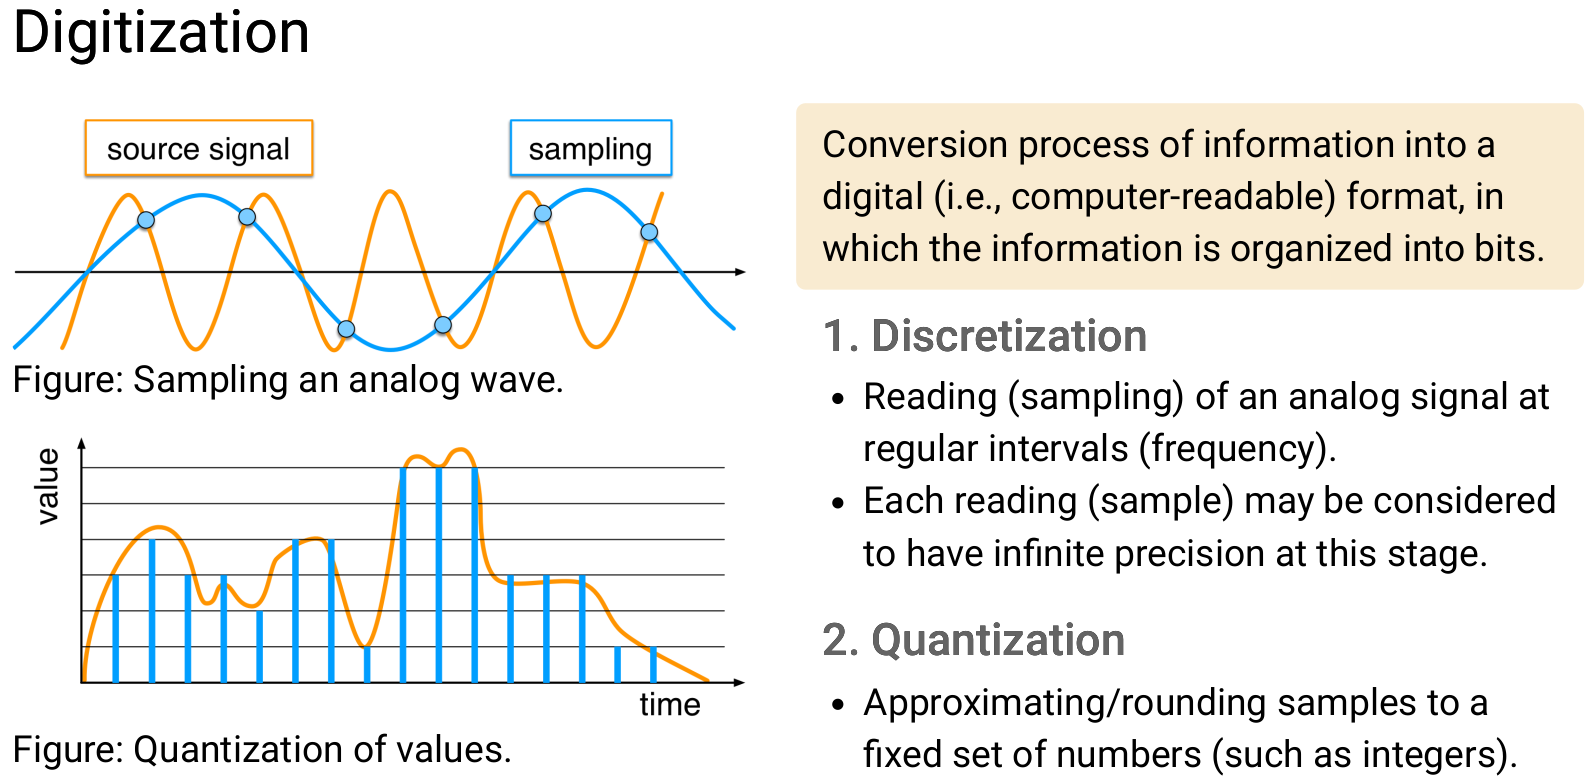 Digitization
source signal
sampling
Figure: Sampling an analog wave.
value
time
Figure: Quantization of values.
Conversion process of information into a
digital (i.e., computer-readable) format, in
which the information is organized into bits.
1. Discretization
• Reading (sampling) of an analog signal at
regular intervals (frequency).
• Each reading (sample) may be considered
to have infinite precision at this stage.
2. Quantization
• Approximating/rounding samples to a
fixed set of numbers (such as integers).